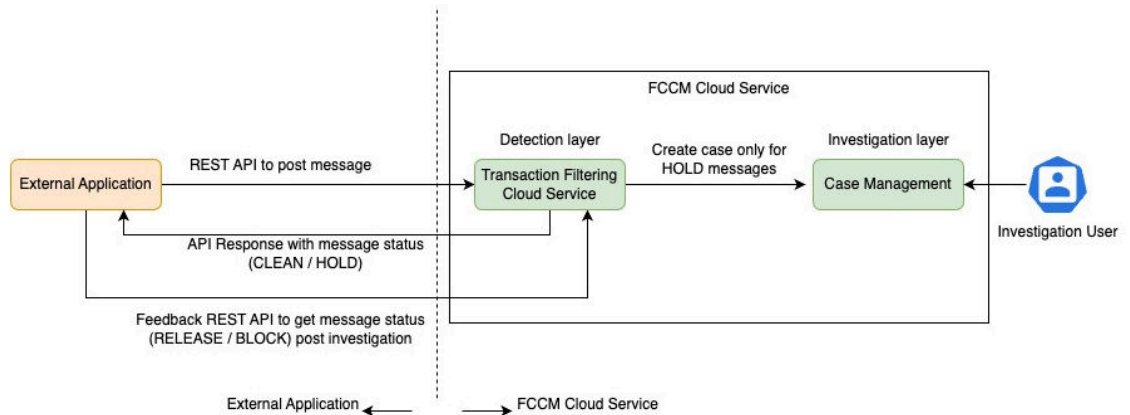 FCCM Cloud Service
Detection layer
Investigation layer
REST API to post message
Create case only for
HOLD messages
External Application
Transaction Filtering
Cloud Service
Case Management
Investigation User
API Response with message status
(CLEAN / HOLD)
Feedback REST API to get message status
(RELEASE / BLOCK) post investigation
External Application
FCCM Cloud Service